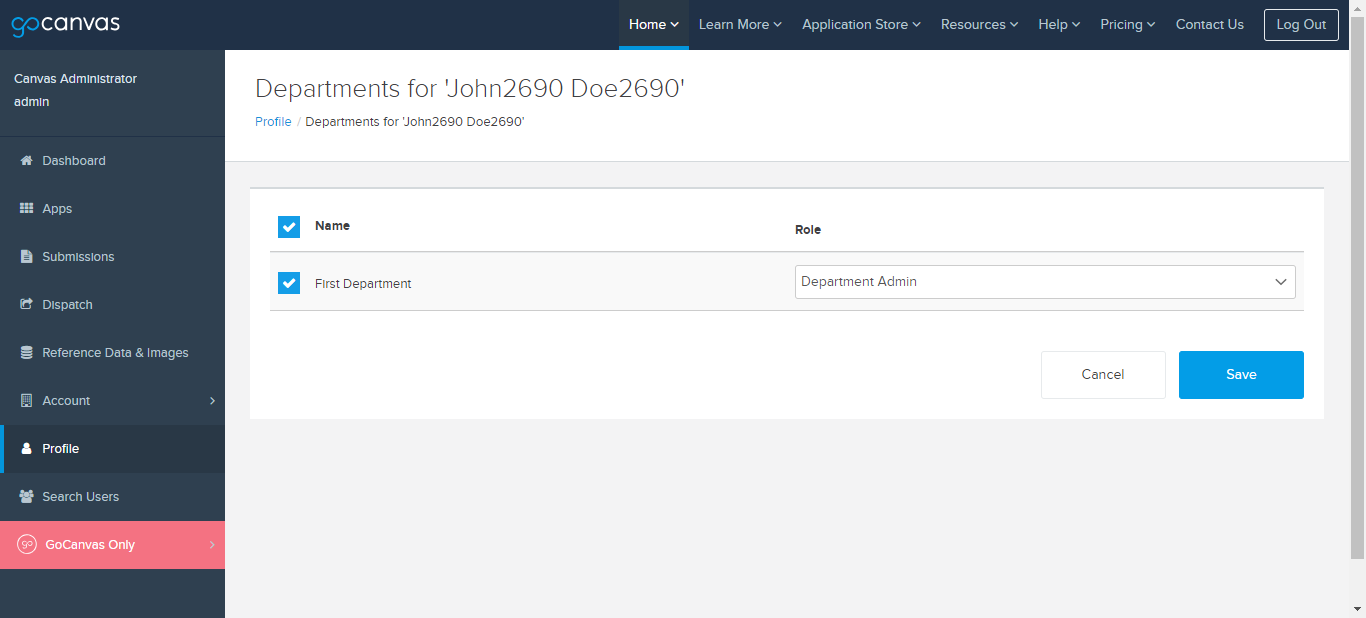 gocanvas
Home Learn More Application Store Resources Help Pricing Contact Us Log Out
Canvas Administrator
admin
Dashboard
Apps
Submissions
Dispatch
Reference Data & Images
Account
Profile
Search Users
go GoCanvas Only
Departments for 'John2690 Doe2690'
Profile / Departments for 'John2690 Doe2690'
Name Role
First Department Department Admin
Cancel Save